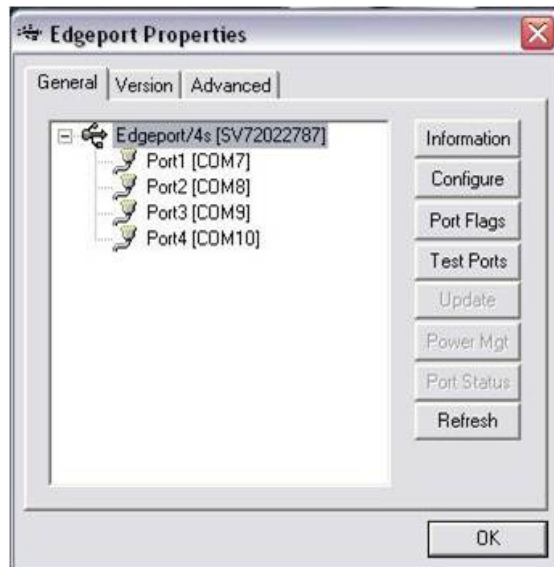 Edgeport Properties
General Version Advanced
Edgeport/4s [SV72022787]
Port1 [COM7]
Port2 [COM8]
Port3 [COM9]
Port4 [COM10]
Information
Configure
Port Flags
Test Ports
Update
Power Mgt
Port Status
Refresh
OK